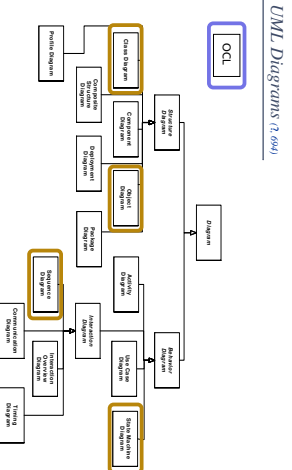 UML Diagrams (? 694)
OCL
Diagram
Structure
Diagram
Behavior
Diagram
Class Diagram
Component
Diagram
Object
Diagram
Activity
Diagram
Use Case
Diagram
State Machine
Diagram
Profile Diagram
Composite
Structure
Diagram
Deployment
Diagram
Package
Diagram
Interaction
Diagram
Sequence
Diagram
Interaction
Overview
Diagram
Communication
Diagram
Timing
Diagram